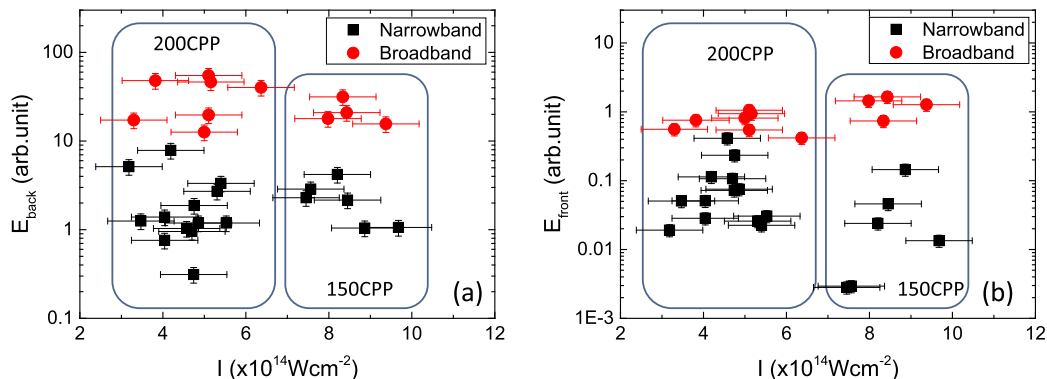 (a)
100
10
1
0.1
E_back (arb.unit)
200CPP
Narrowband
Broadband
150CPP
2 4 6 8 10 12
I (x10^14Wcm^-2)
(b)
10
1
0.1
0.01
1E-3
E_front (arb.unit)
200CPP
Narrowband
Broadband
150CPP
2 4 6 8 10 12
I (x10^14Wcm^-2)